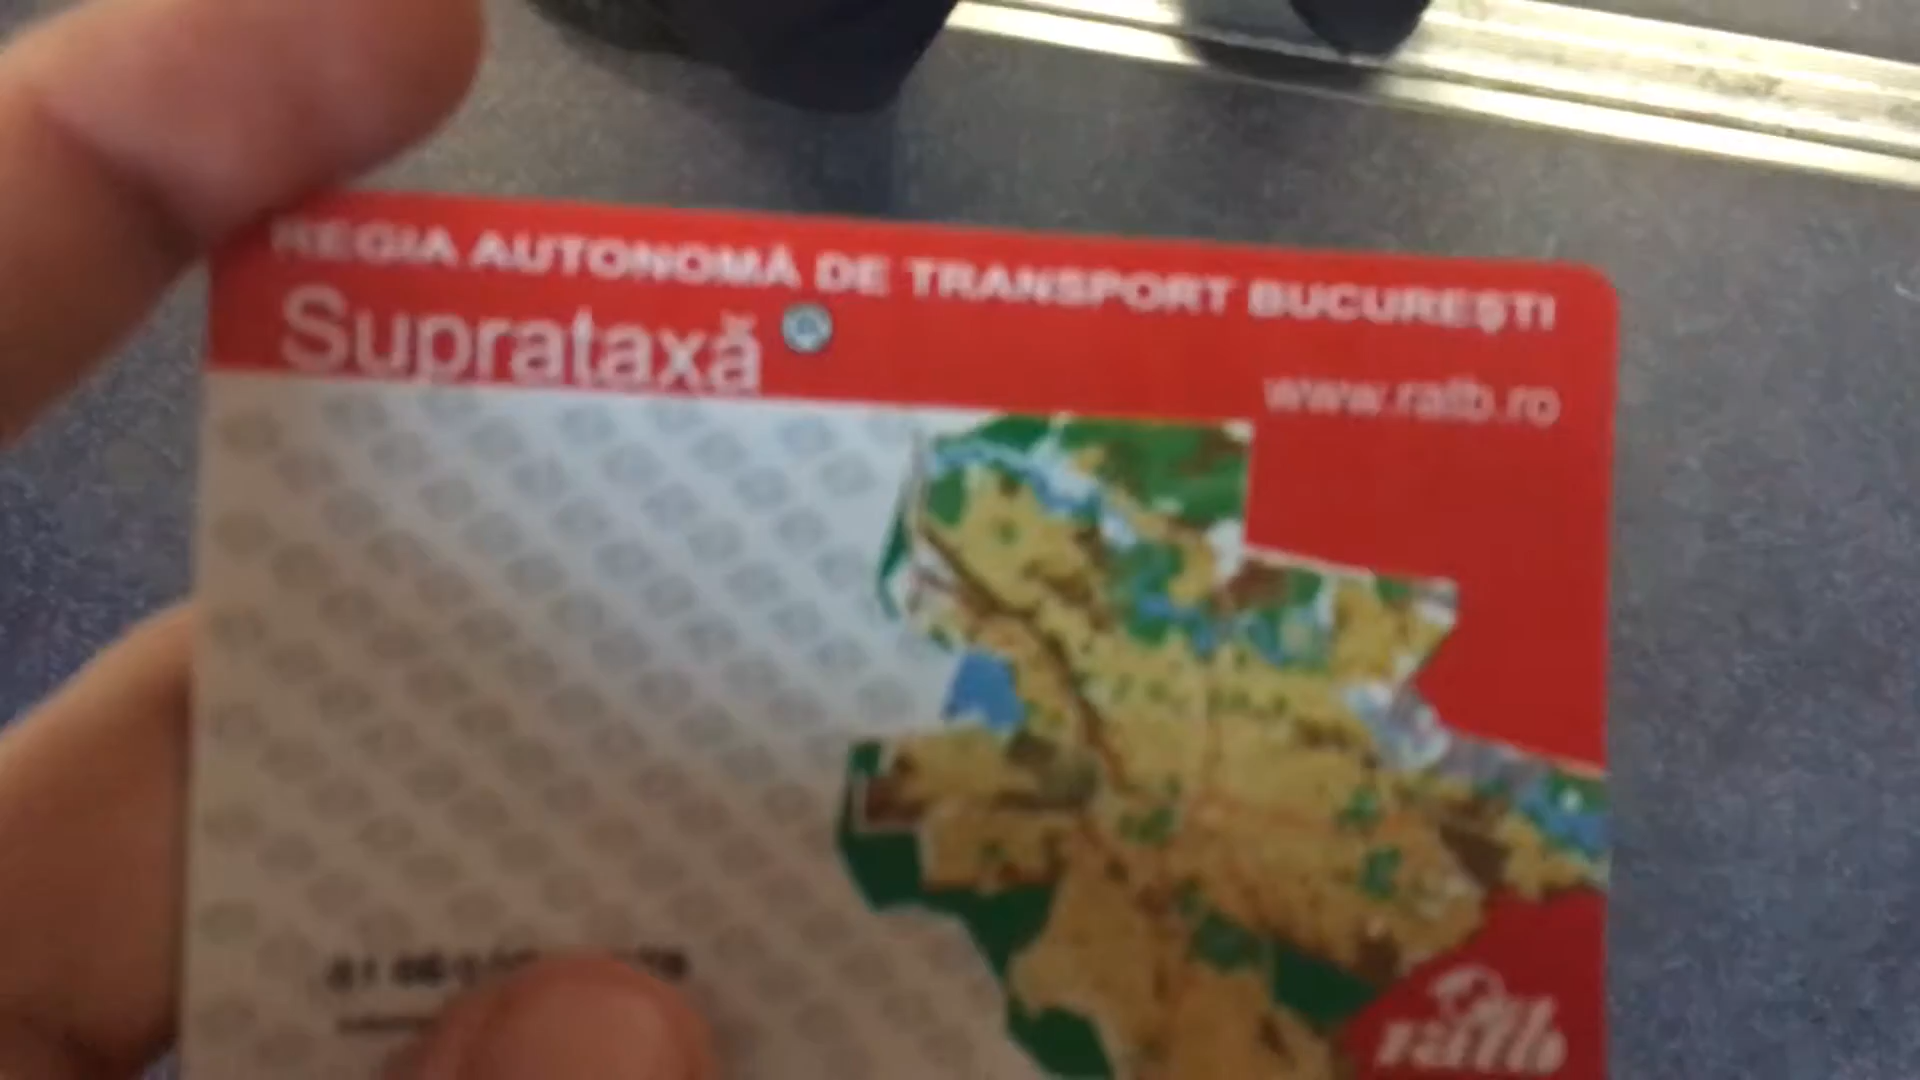 REGIA AUTONOMĂ DE TRANSPORT BUCUREȘTI
Suprataxă
www.ratb.ro
ratb